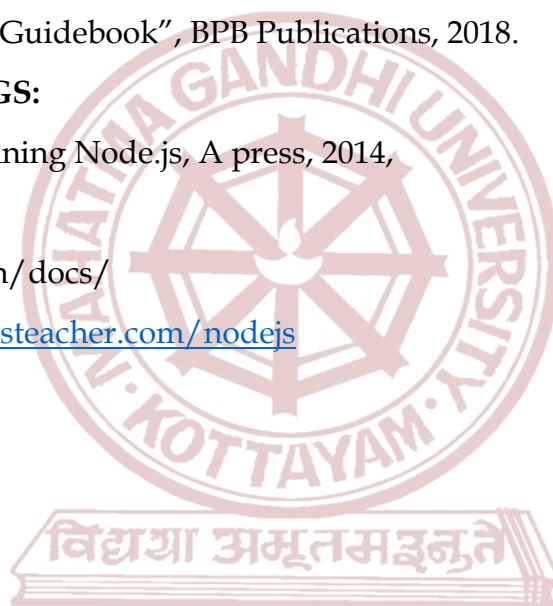 Guidebook”, BPB Publications, 2018.
GS:
ning Node.js, A press, 2014,
n/docs/
steacher.com/nodejs
MAHATMA GANDHI UNIVERSITY
• KOTTAYAM •
विद्यया अमृतमश्नुते